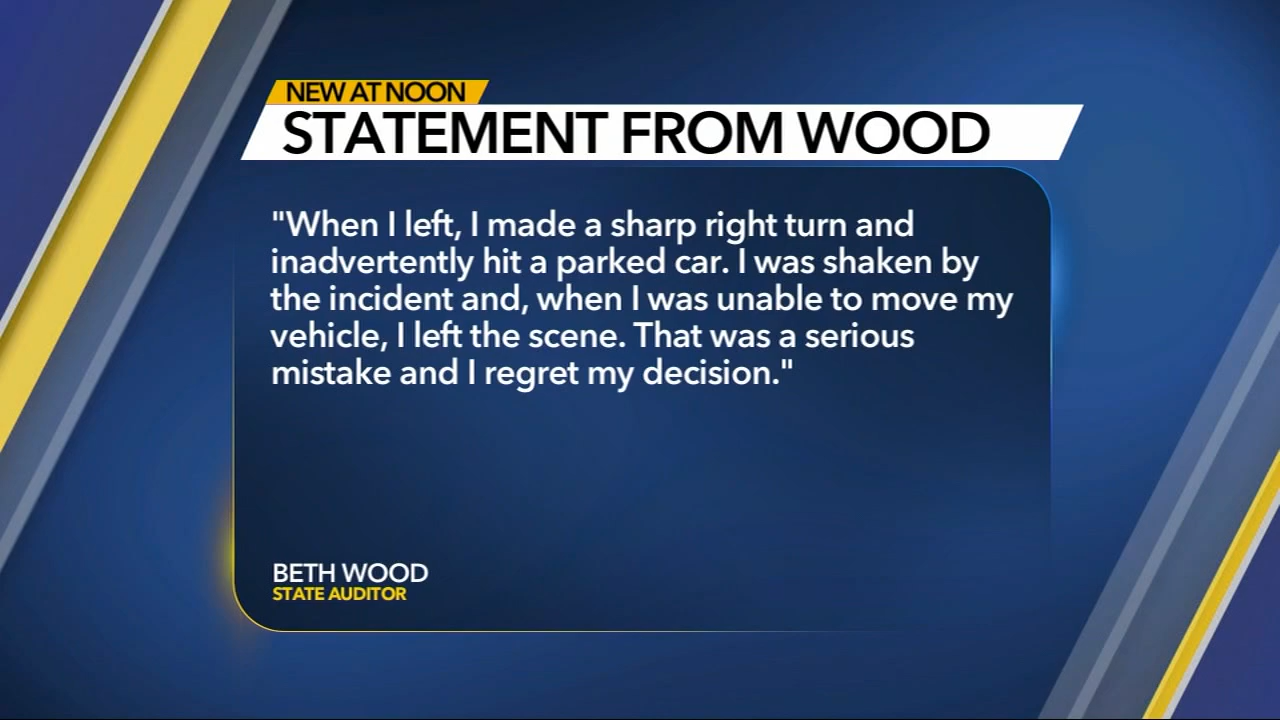 NEW AT NOON
STATEMENT FROM WOOD
"When I left, I made a sharp right turn and
inadvertently hit a parked car. I was shaken by
the incident and, when I was unable to move my
vehicle, I left the scene. That was a serious
mistake and I regret my decision."
BETH WOOD
STATE AUDITOR